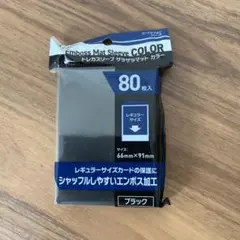 Emboss Mat Sleeve COLOR
トレカスリーブ ザラザラマット カラー
80枚入
レギュラー
サイズ
サイズ:
66mm×91mm
レギュラーサイズカードの保護に
シャッフルしやすいエンボス加工
ブラック